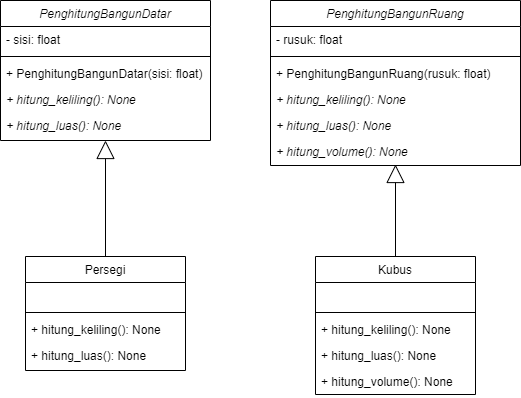 PenghitungBangunDatar
- sisi: float
+ PenghitungBangunDatar(sisi: float)
+ hitung_keliling(): None
+ hitung_luas(): None
PenghitungBangunRuang
- rusuk: float
+ PenghitungBangunRuang(rusuk: float)
+ hitung_keliling(): None
+ hitung_luas(): None
+ hitung_volume(): None
Persegi
+ hitung_keliling(): None
+ hitung_luas(): None
Kubus
+ hitung_keliling(): None
+ hitung_luas(): None
+ hitung_volume(): None